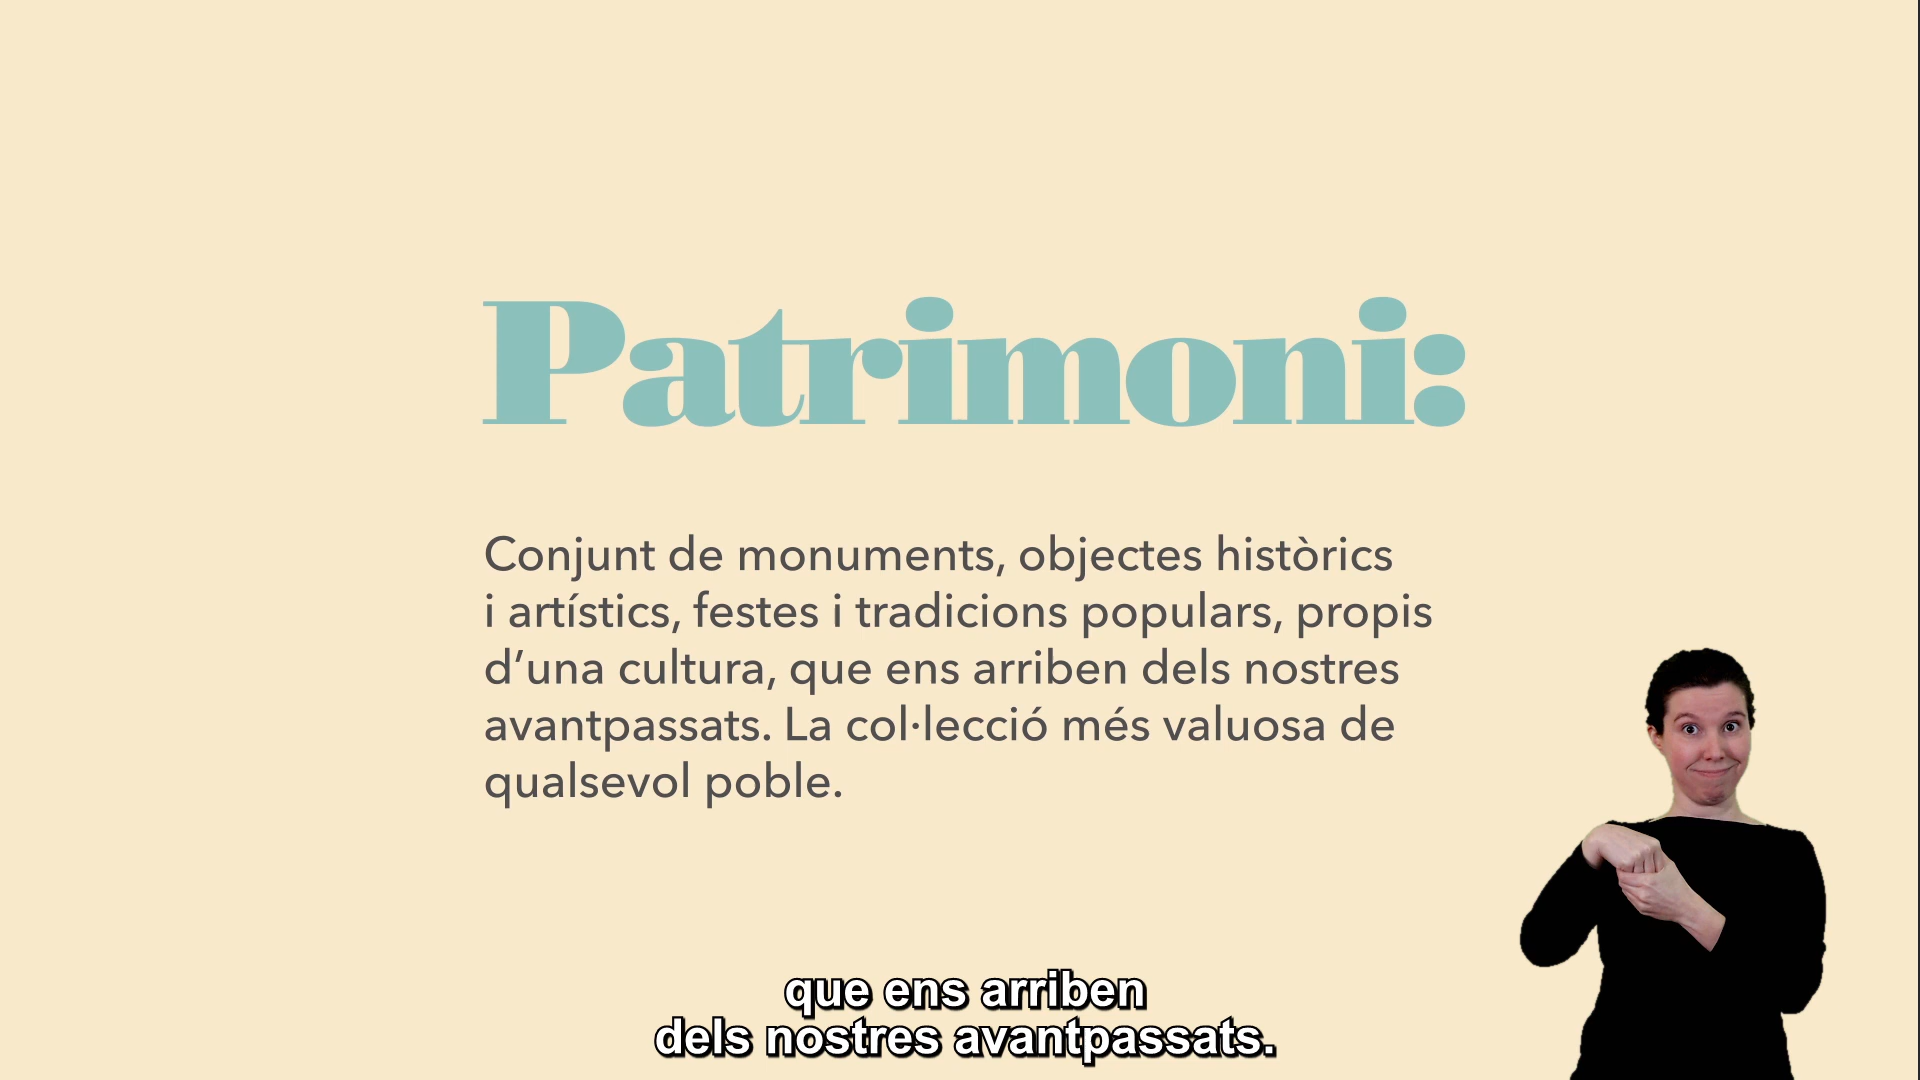 Patrimoni:
Conjunt de monuments, objectes històrics
i artístics, festes i tradicions populars, propis
d’una cultura, que ens arriben dels nostres
avantpassats. La col·lecció més valuosa de
qualsevol poble.
que ens arriben
dels nostres avantpassats.